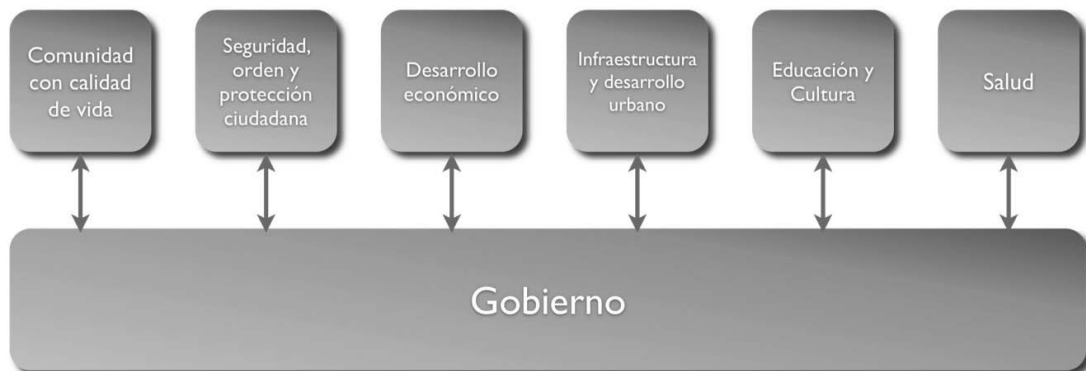 Comunidad
con calidad
de vida
Seguridad,
orden y
protección
ciudadana
Desarrollo
económico
Infraestructura
y desarrollo
urbano
Educación y
Cultura
Salud
Gobierno